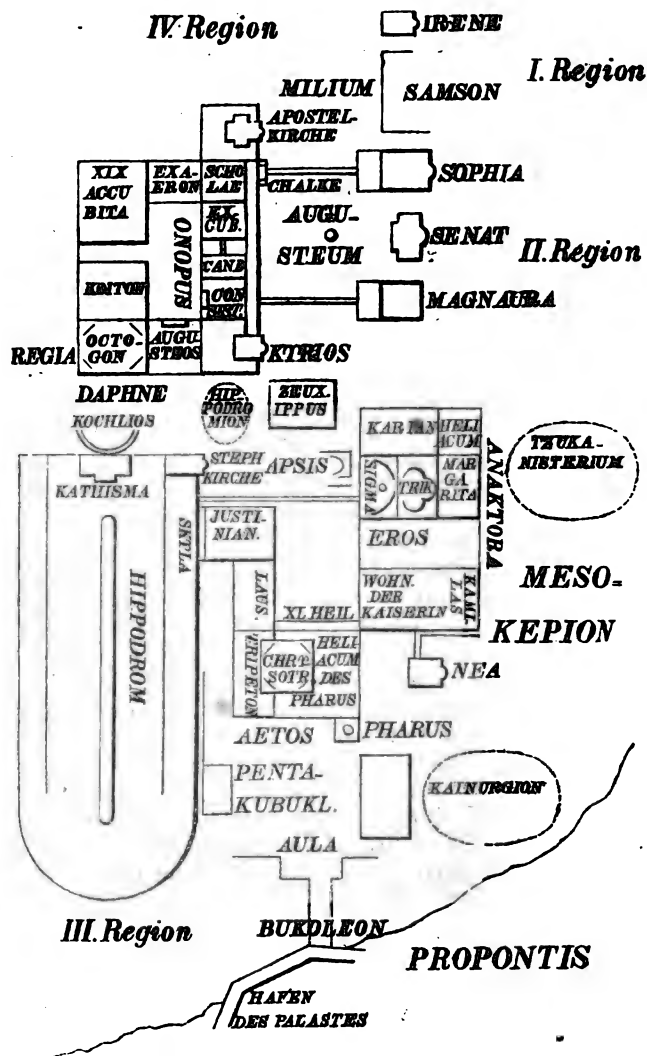 IV. Region
IRENE
I. Region
MILIUM
SAMSON
APOSTEL-
KIRCHE
XIX
ACCU
BITA
EXA-
ERON
SCHO
LAE
CHALKE
SOPHIA
ONOPUS
EX
CUB.
AUGU-
STEUM
SENAT
II. Region
CAND
KOITON
CON
SIST.
MAGNAURA
REGIA
OCTO-
GON
AUGU-
STEOS
KYRIOS
DAPHNE
HIP-
PODRO
MION
ZEUX-
IPPUS
KOCHLIOS
KARIAN
HELI
ACUM
TZUKA-
NISTERIUM
STEPH
KIRCHE
APSIS
SIGMA
TRIK
MAR
GA
RITA
ANAKTORA
KATHISMA
SKYLA
JUSTI-
NIAN.
EROS
MESO-
KEPION
HIPPODROM
LAUS.
WOHN.
DER
KAISERIN
KAMI-
LAS
XL HEIL
TRIPETON
CHRY-
SOTR.
HELI-
ACUM
DES
PHARUS
NEA
AETOS
PHARUS
PENTA-
KUBUKL.
KAINURGION
AULA
III. Region
BUKOLEON
PROPONTIS
HAFEN
DES PALASTES